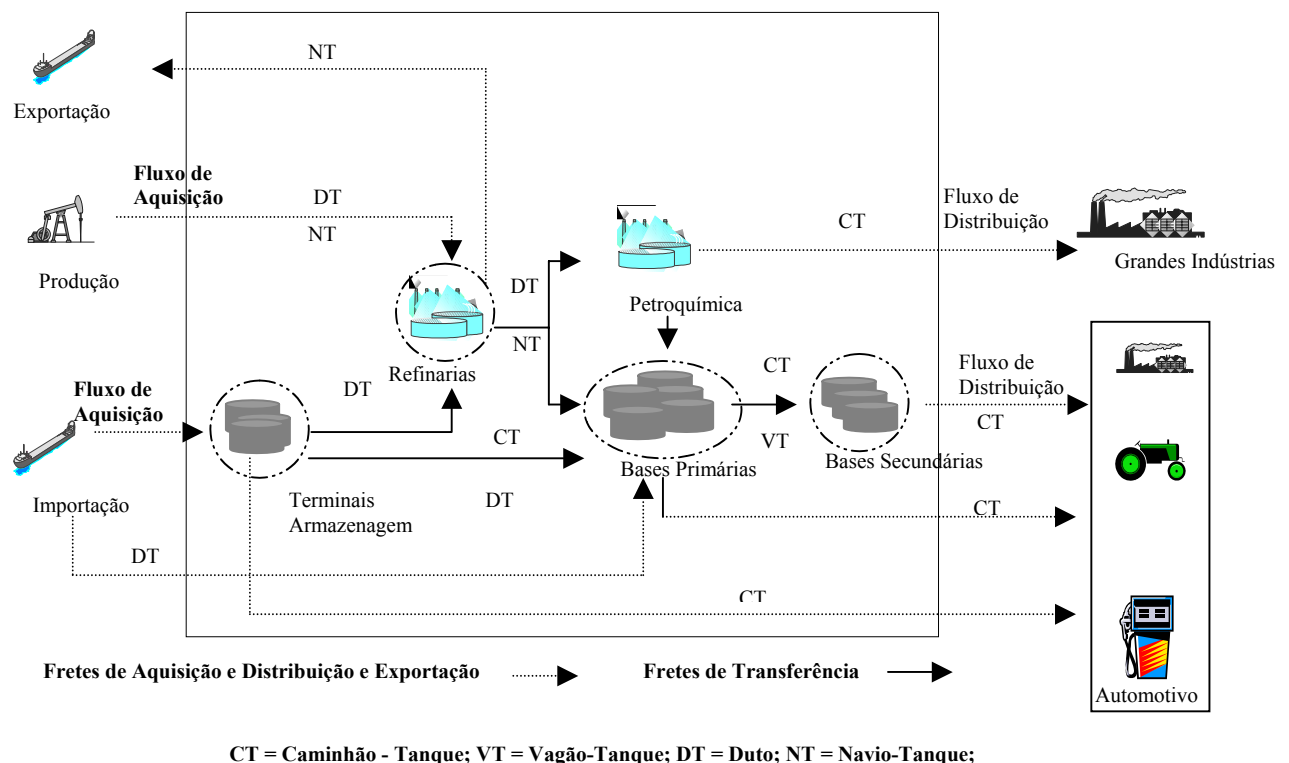 NT
Exportação
Fluxo de
Aquisição
DT
NT
Produção
Fluxo de
Distribuição
CT
Grandes Indústrias
DT
NT
Petroquímica
Refinarias
Fluxo de
Aquisição
DT
CT
VT
Fluxo de
Distribuição
CT
CT
Bases Primárias
Bases Secundárias
Importação
Terminais
Armazenagem
DT
CT
DT
CT
Automotivo
Fretes de Aquisição e Distribuição e Exportação
Fretes de Transferência
CT = Caminhão - Tanque; VT = Vagão-Tanque; DT = Duto; NT = Navio-Tanque;